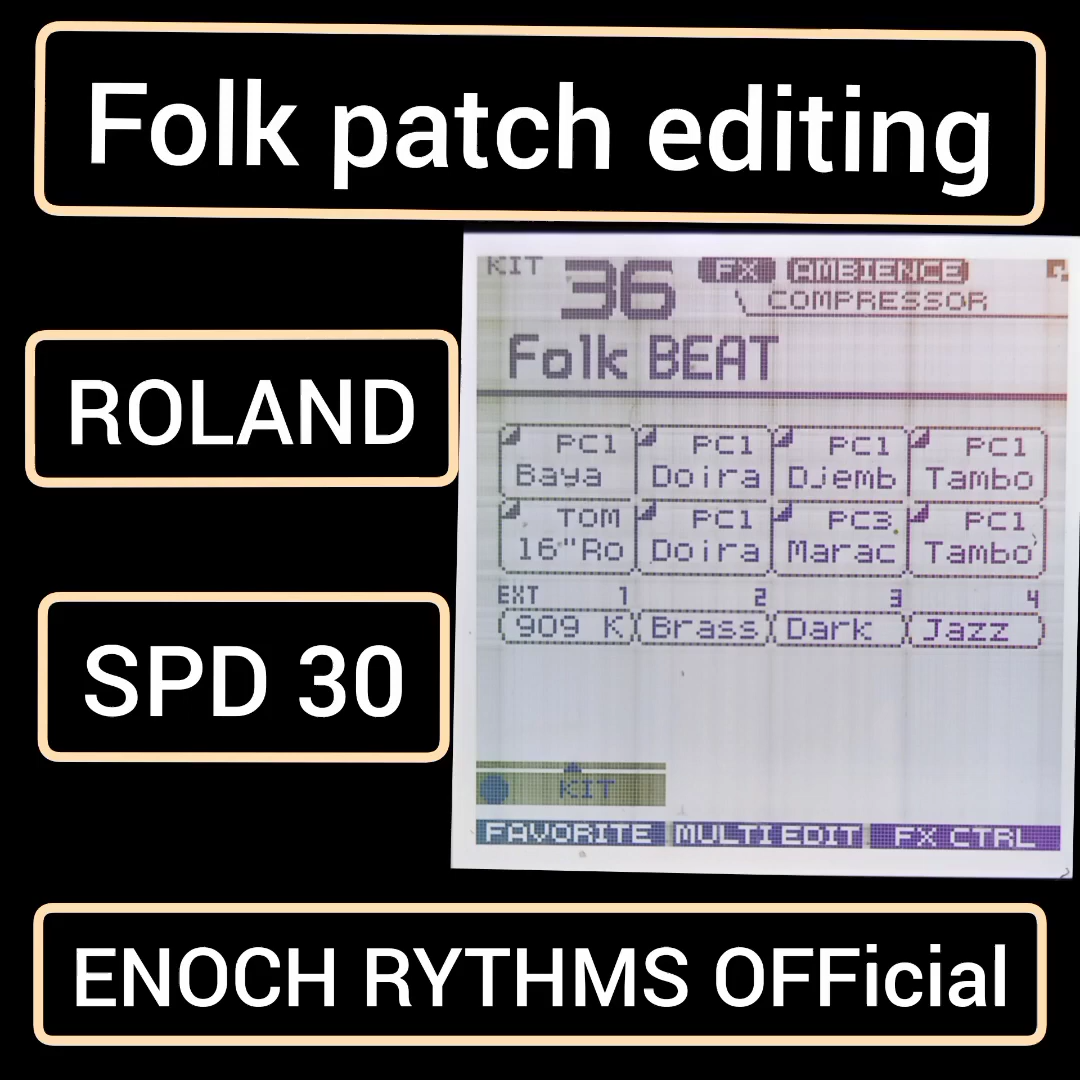 Folk patch editing
ROLAND
SPD 30
KIT 36 FX AMBIENCE
COMPRESSOR
Folk BEAT
PC1 PC1 PC1 PC1
Baya Doira Djemb Tambo
TOM PC1 PC3 PC1
16"Ro Doira Marac Tambo
EXT 1 2 3 4
909 K Brass Dark Jazz
KIT
FAVORITE MULTI EDIT FX CTRL
ENOCH RYTHMS OFFicial